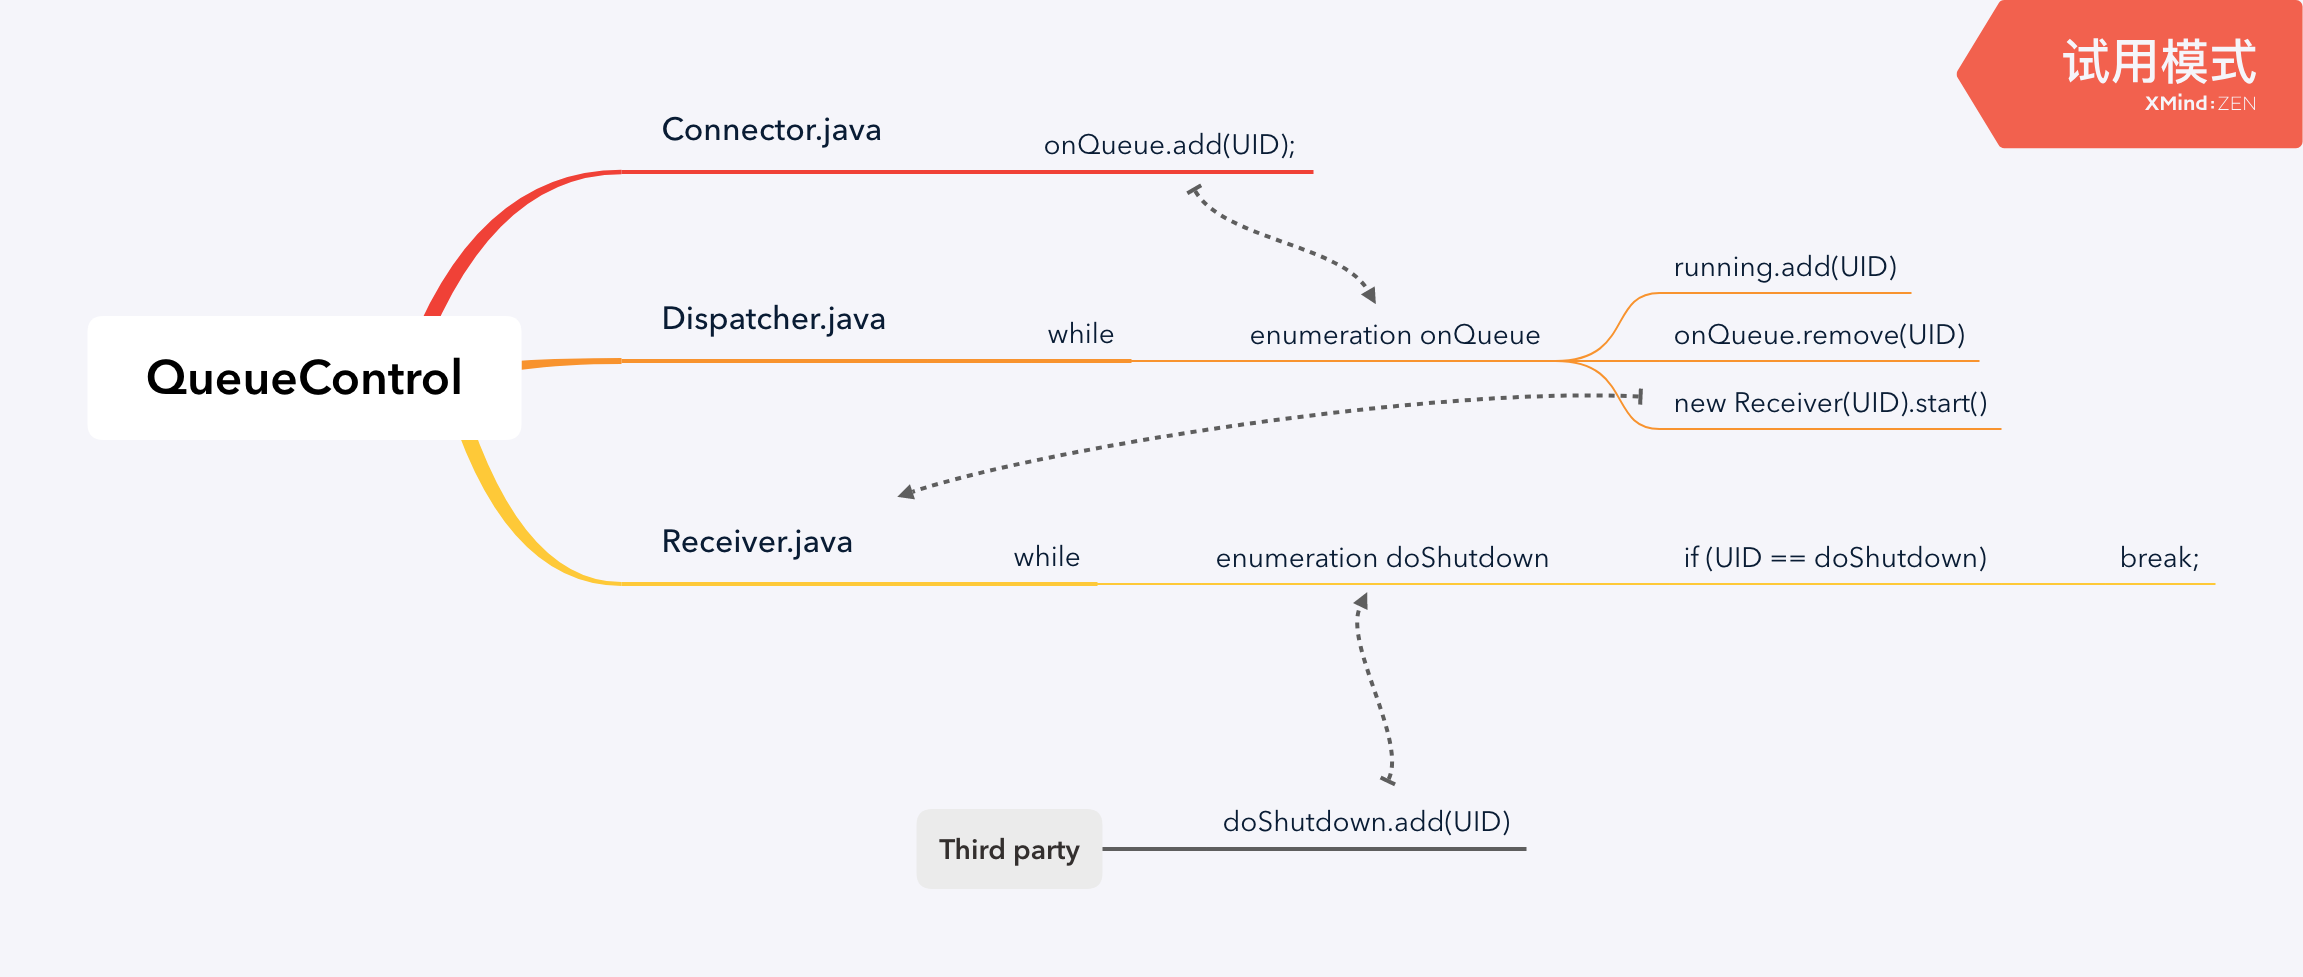 试用模式
XMind:ZEN
Connector.java
onQueue.add(UID);
running.add(UID)
Dispatcher.java
while
enumeration onQueue
onQueue.remove(UID)
QueueControl
new Receiver(UID).start()
Receiver.java
while
enumeration doShutdown
if (UID == doShutdown)
break;
doShutdown.add(UID)
Third party